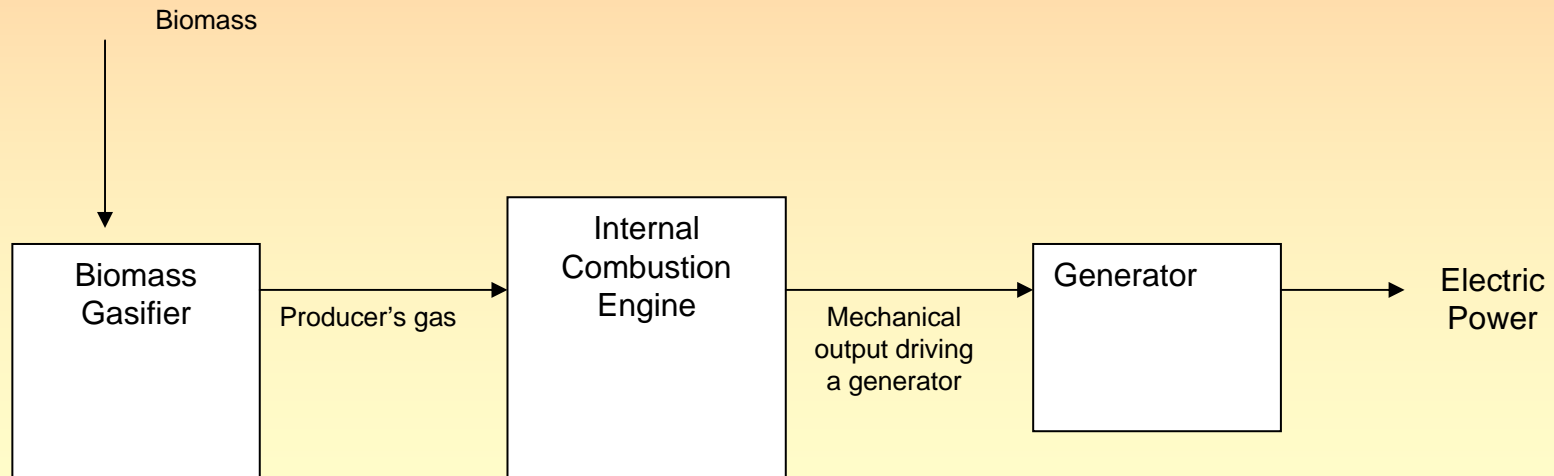 Biomass
Biomass
Gasifier
Producer’s gas
Internal
Combustion
Engine
Mechanical
output driving
a generator
Generator
Electric
Power